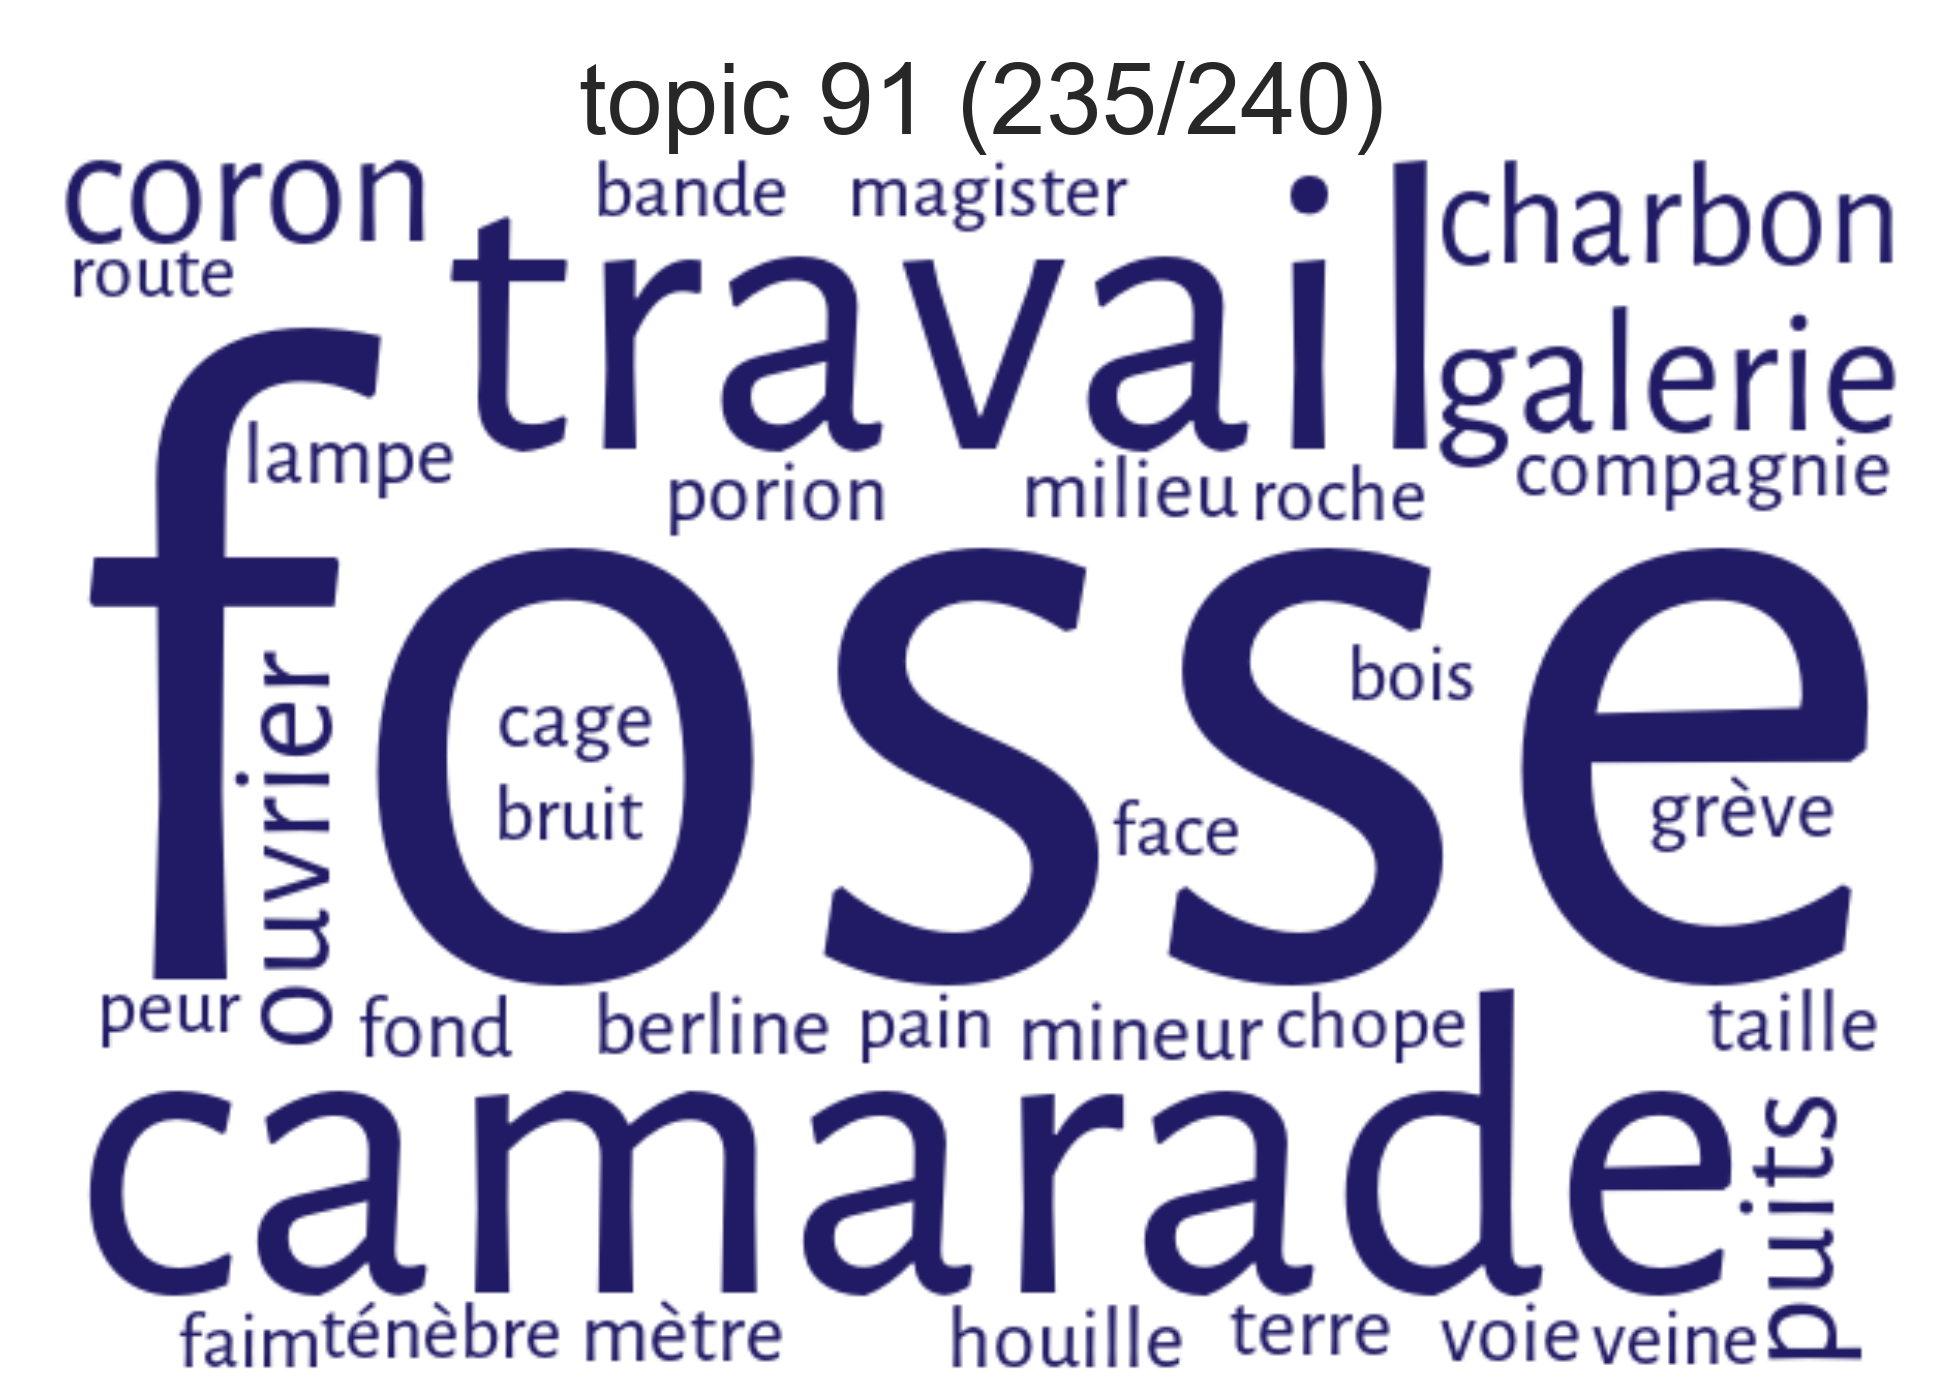 topic 91 (235/240)
coron bande magister travail charbon
route
galerie
lampe porion milieu roche compagnie
fosse
ouvrier cage bois
bruit face grève
peur fond berline pain mineur chope taille
camarade puits
faim ténèbre mètre houille terre voie veine